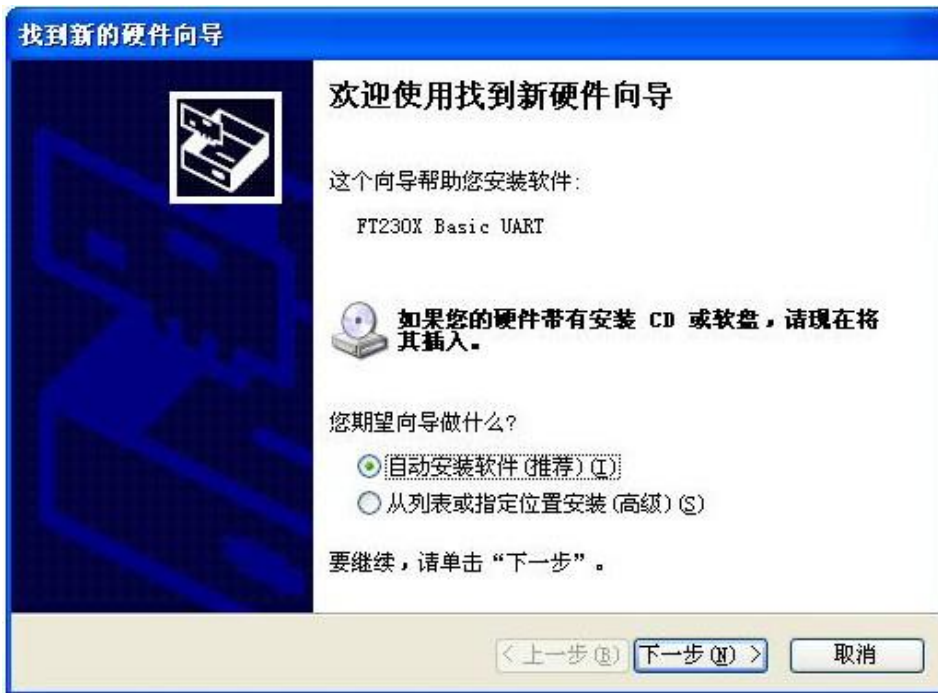 找到新的硬件向导
欢迎使用找到新硬件向导
这个向导帮助您安装软件:
FT230X Basic UART
如果您的硬件带有安装 CD 或软盘，请现在将
其插入。
您期望向导做什么?
自动安装软件(推荐)(I)
从列表或指定位置安装(高级)(S)
要继续，请单击“下一步”。
< 上一步(B) 下一步(N) > 取消